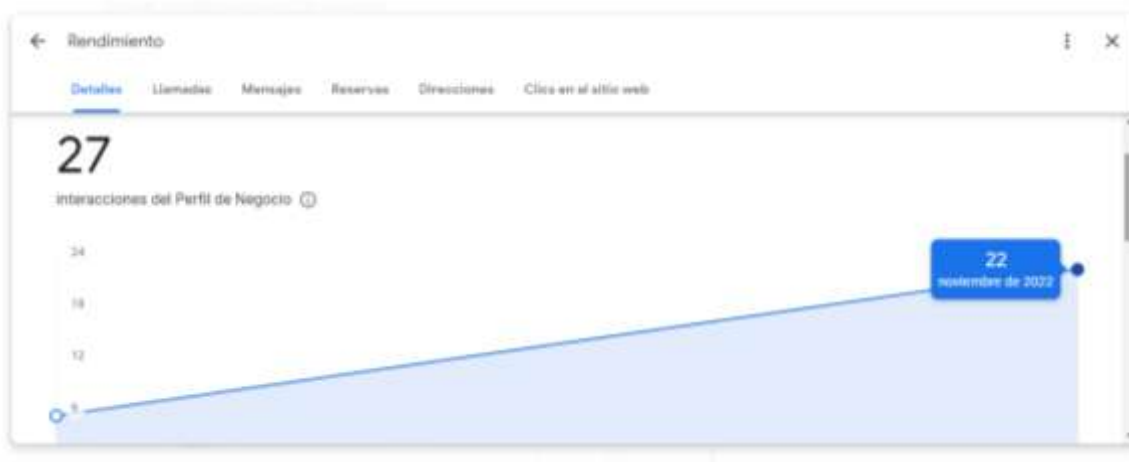 Rendimiento
Detalles Llamadas Mensajes Reservas Direcciones Clics en el sitio web
27
interacciones del Perfil de Negocio
24
22
noviembre de 2022
18
12